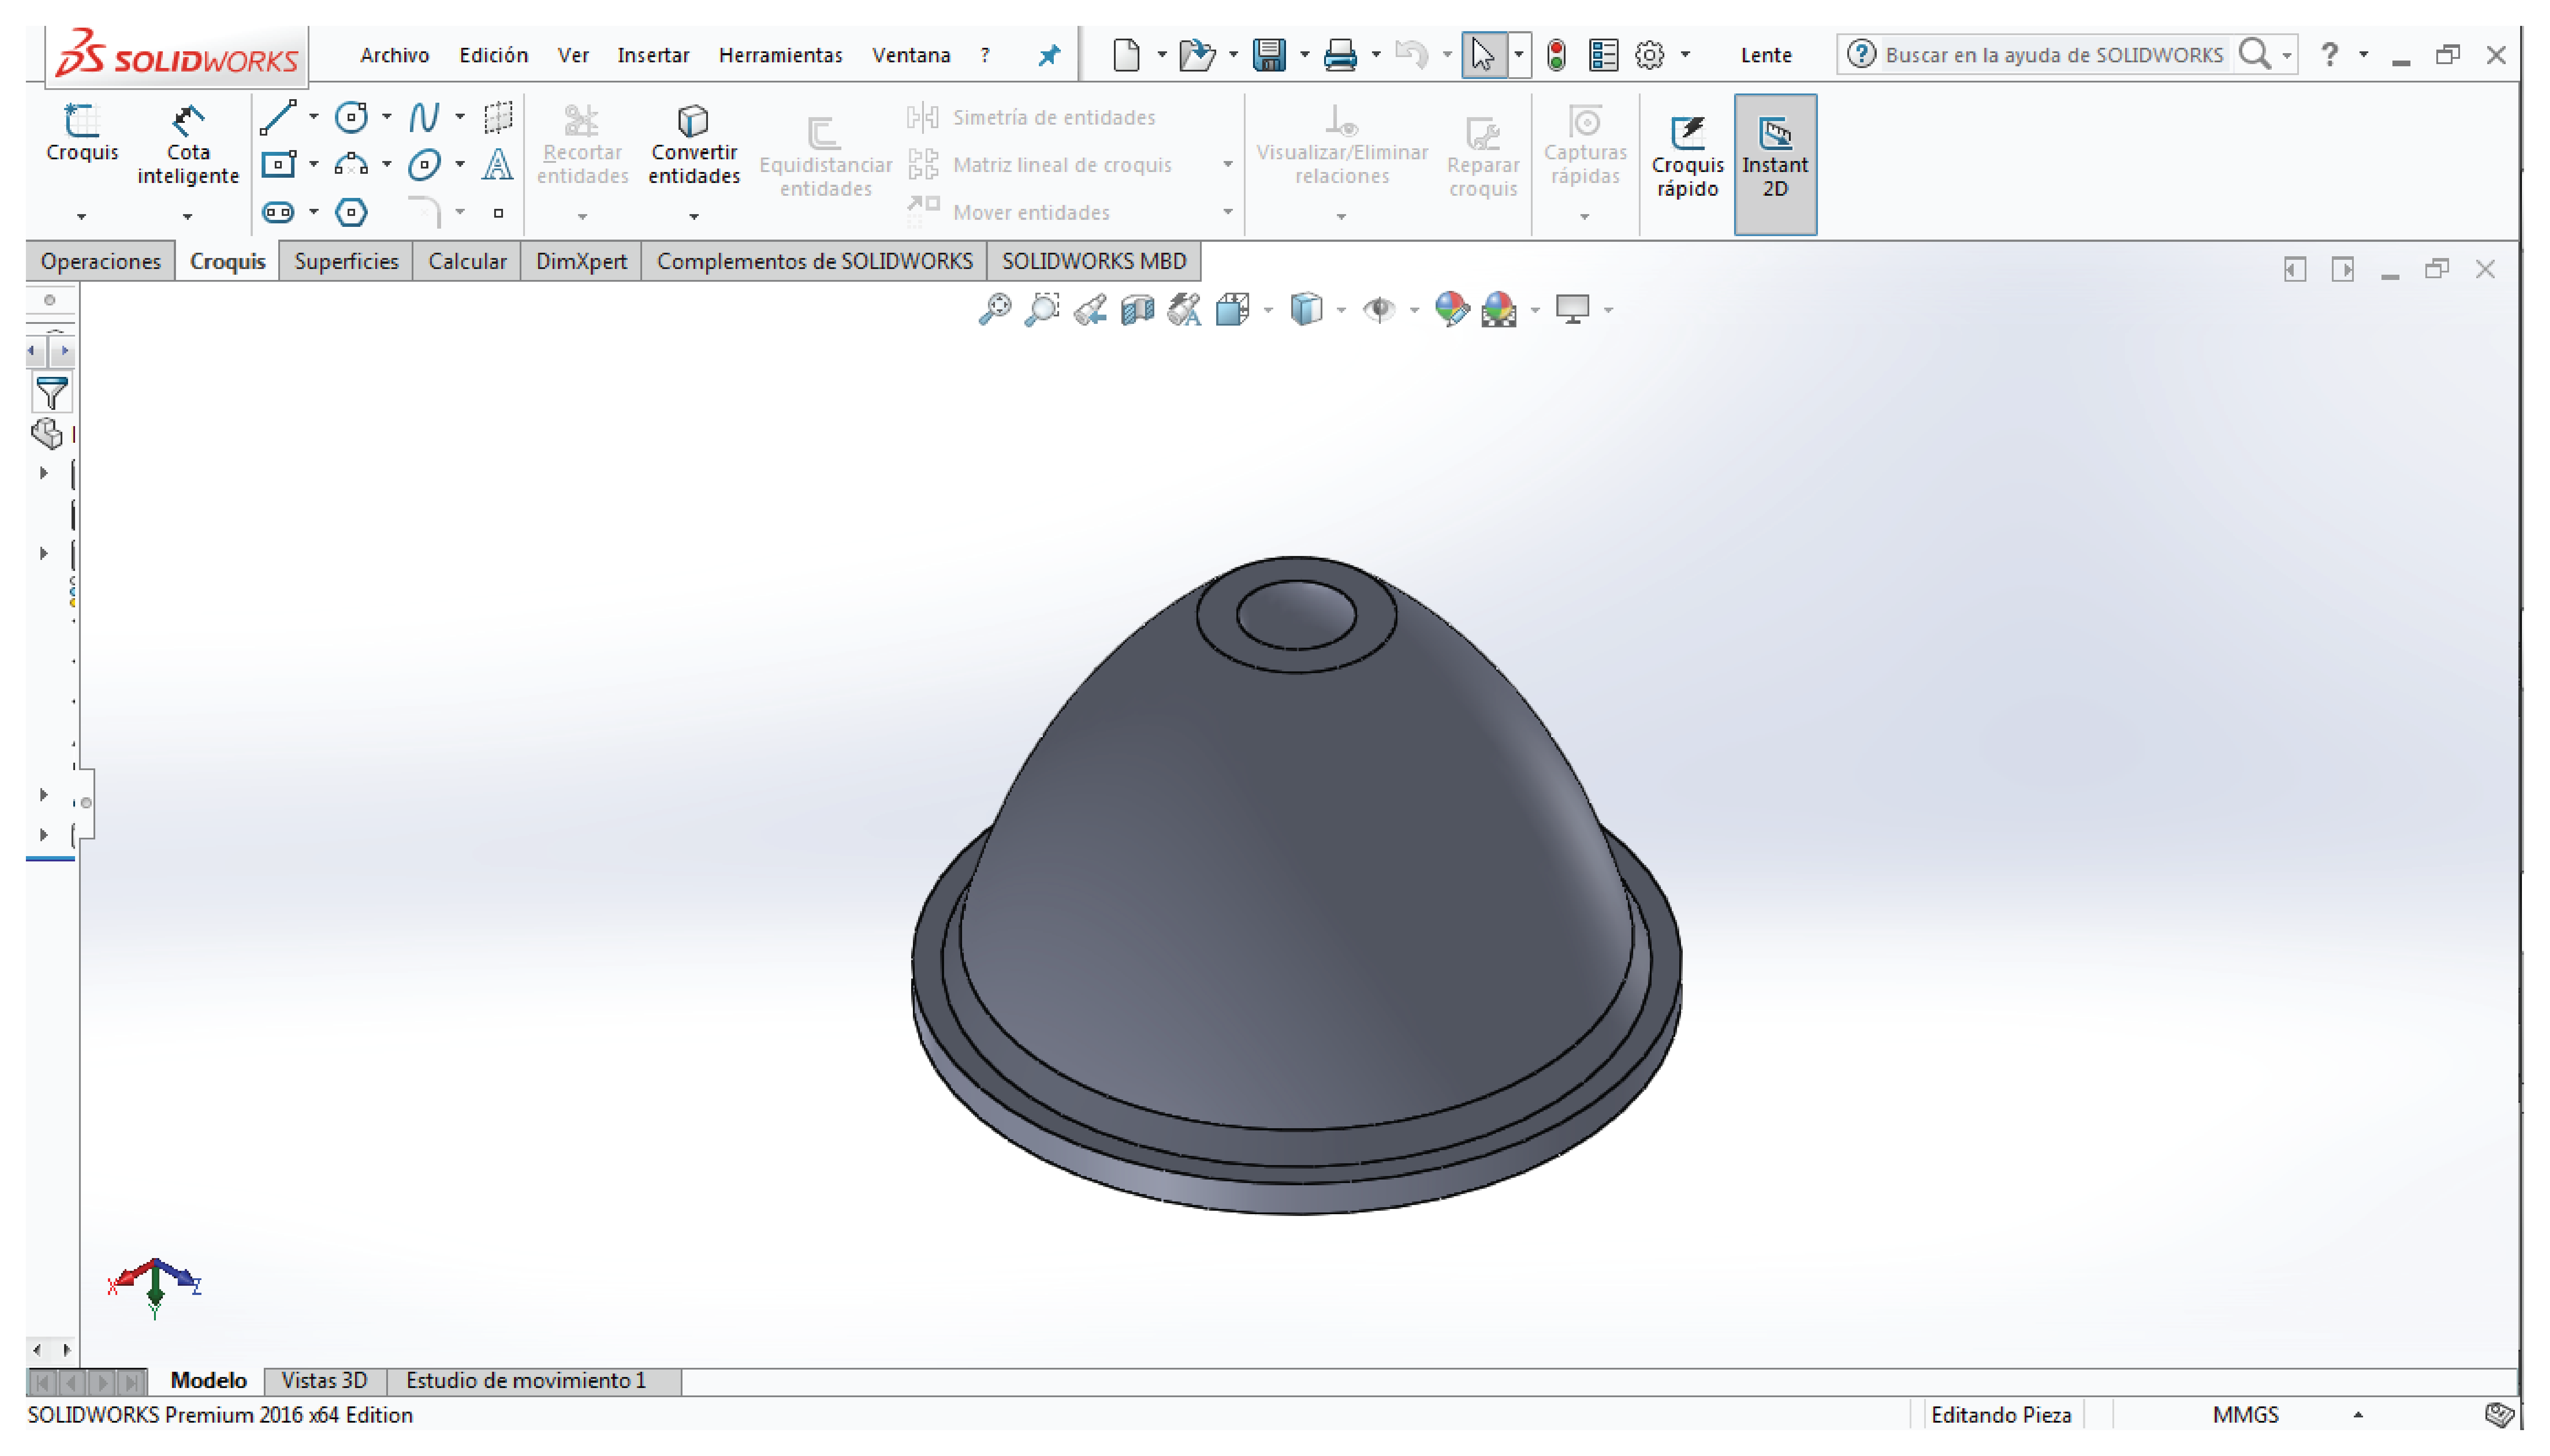 SOLIDWORKS Archivo Edición Ver Insertar Herramientas Ventana ? Lente Buscar en la ayuda de SOLIDWORKS ?
Croquis
Cota inteligente
Recortar entidades
Convertir entidades
Equidistanciar entidades
Simetría de entidades
Matriz lineal de croquis
Mover entidades
Visualizar/Eliminar relaciones
Reparar croquis
Capturas rápidas
Croquis rápido
Instant 2D
Operaciones Croquis Superficies Calcular DimXpert Complementos de SOLIDWORKS SOLIDWORKS MBD
X Z
Y
Modelo Vistas 3D Estudio de movimiento 1
SOLIDWORKS Premium 2016 x64 Edition Editando Pieza MMGS